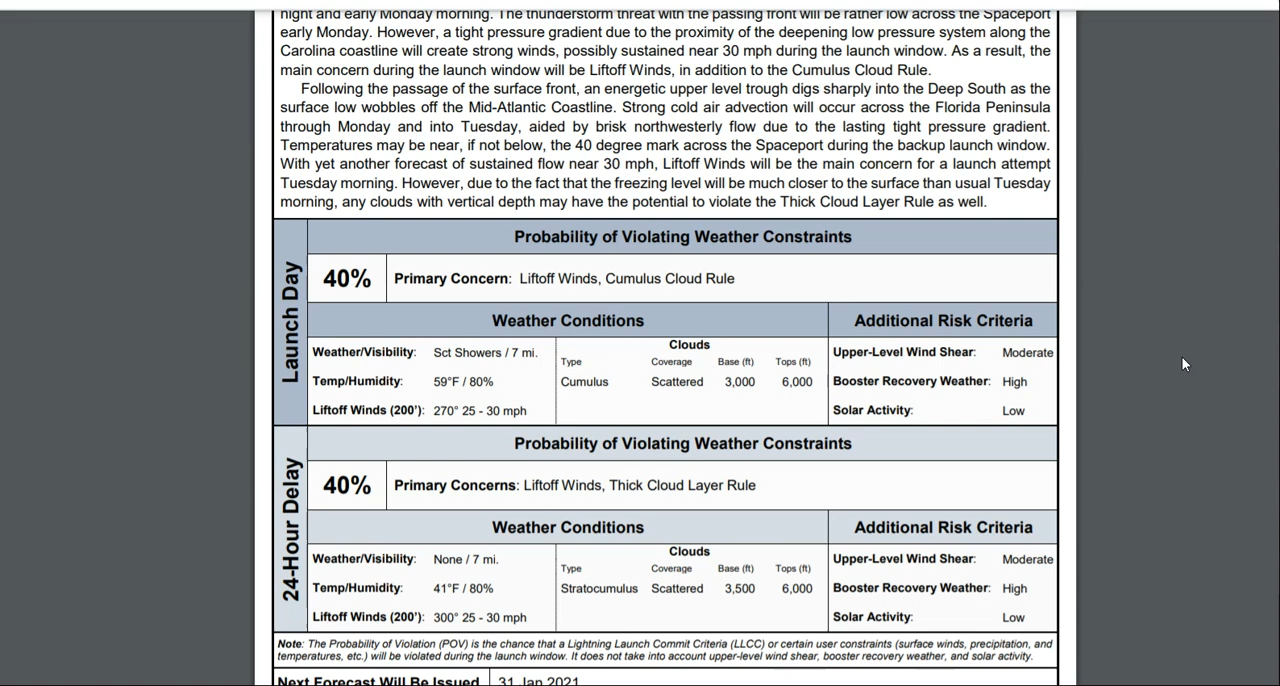 night and early Monday morning. The thunderstorm threat with the passing front will be rather low across the Spaceport
early Monday. However, a tight pressure gradient due to the proximity of the deepening low pressure system along the
Carolina coastline will create strong winds, possibly sustained near 30 mph during the launch window. As a result, the
main concern during the launch window will be Liftoff Winds, in addition to the Cumulus Cloud Rule.
Following the passage of the surface front, an energetic upper level trough digs sharply into the Deep South as the
surface low wobbles off the Mid-Atlantic Coastline. Strong cold air advection will occur across the Florida Peninsula
through Monday and into Tuesday, aided by brisk northwesterly flow due to the lasting tight pressure gradient.
Temperatures may be near, if not below, the 40 degree mark across the Spaceport during the backup launch window.
With yet another forecast of sustained flow near 30 mph, Liftoff Winds will be the main concern for a launch attempt
Tuesday morning. However, due to the fact that the freezing level will be much closer to the surface than usual Tuesday
morning, any clouds with vertical depth may have the potential to violate the Thick Cloud Layer Rule as well.
Launch Day
Probability of Violating Weather Constraints
40% Primary Concern: Liftoff Winds, Cumulus Cloud Rule
Weather Conditions Additional Risk Criteria
Clouds
Weather/Visibility: Sct Showers / 7 mi. Type Coverage Base (ft) Tops (ft) Upper-Level Wind Shear: Moderate
Temp/Humidity: 59°F / 80% Cumulus Scattered 3,000 6,000 Booster Recovery Weather: High
Liftoff Winds (200'): 270° 25 - 30 mph Solar Activity: Low
24-Hour Delay
Probability of Violating Weather Constraints
40% Primary Concerns: Liftoff Winds, Thick Cloud Layer Rule
Weather Conditions Additional Risk Criteria
Clouds
Weather/Visibility: None / 7 mi. Type Coverage Base (ft) Tops (ft) Upper-Level Wind Shear: Moderate
Temp/Humidity: 41°F / 80% Stratocumulus Scattered 3,500 6,000 Booster Recovery Weather: High
Liftoff Winds (200'): 300° 25 - 30 mph Solar Activity: Low
Note: The Probability of Violation (POV) is the chance that a Lightning Launch Commit Criteria (LLCC) or certain user constraints (surface winds, precipitation, and
temperatures, etc.) will be violated during the launch window. It does not take into account upper-level wind shear, booster recovery weather, and solar activity.
Next Forecast Will Be Issued 31 Jan 2021